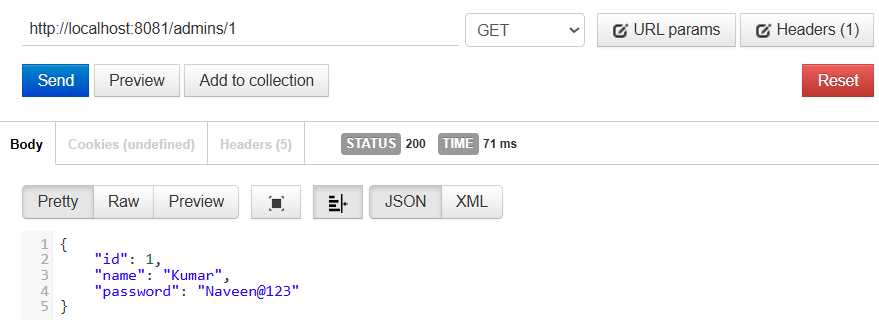 http://localhost:8081/admins/1 GET URL params Headers (1)
Send Preview Add to collection Reset
Body Cookies (undefined) Headers (5) STATUS 200 TIME 71 ms
Pretty Raw Preview JSON XML
1 {
2 "id": 1,
3 "name": "Kumar",
4 "password": "Naveen@123"
5 }